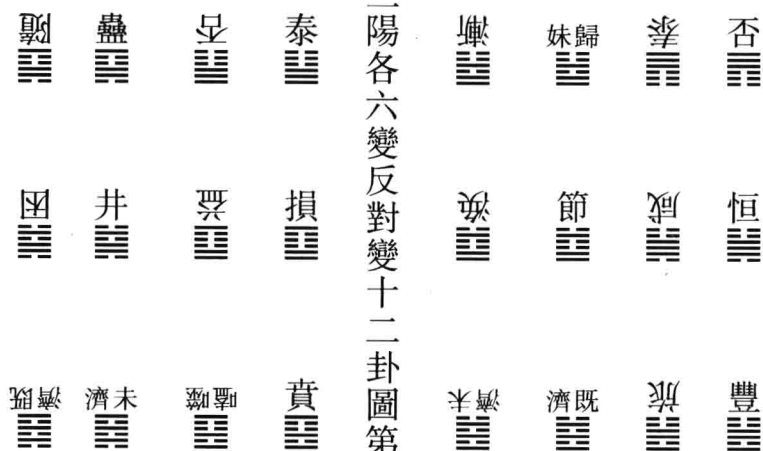 否
泰
歸妹
漸
恒
咸
節
渙
豐
旅
既濟
未濟
陽各六變反對變十二卦圖第
泰
否
蠱
隨
損
益
井
困
賁
噬嗑
未濟
既濟